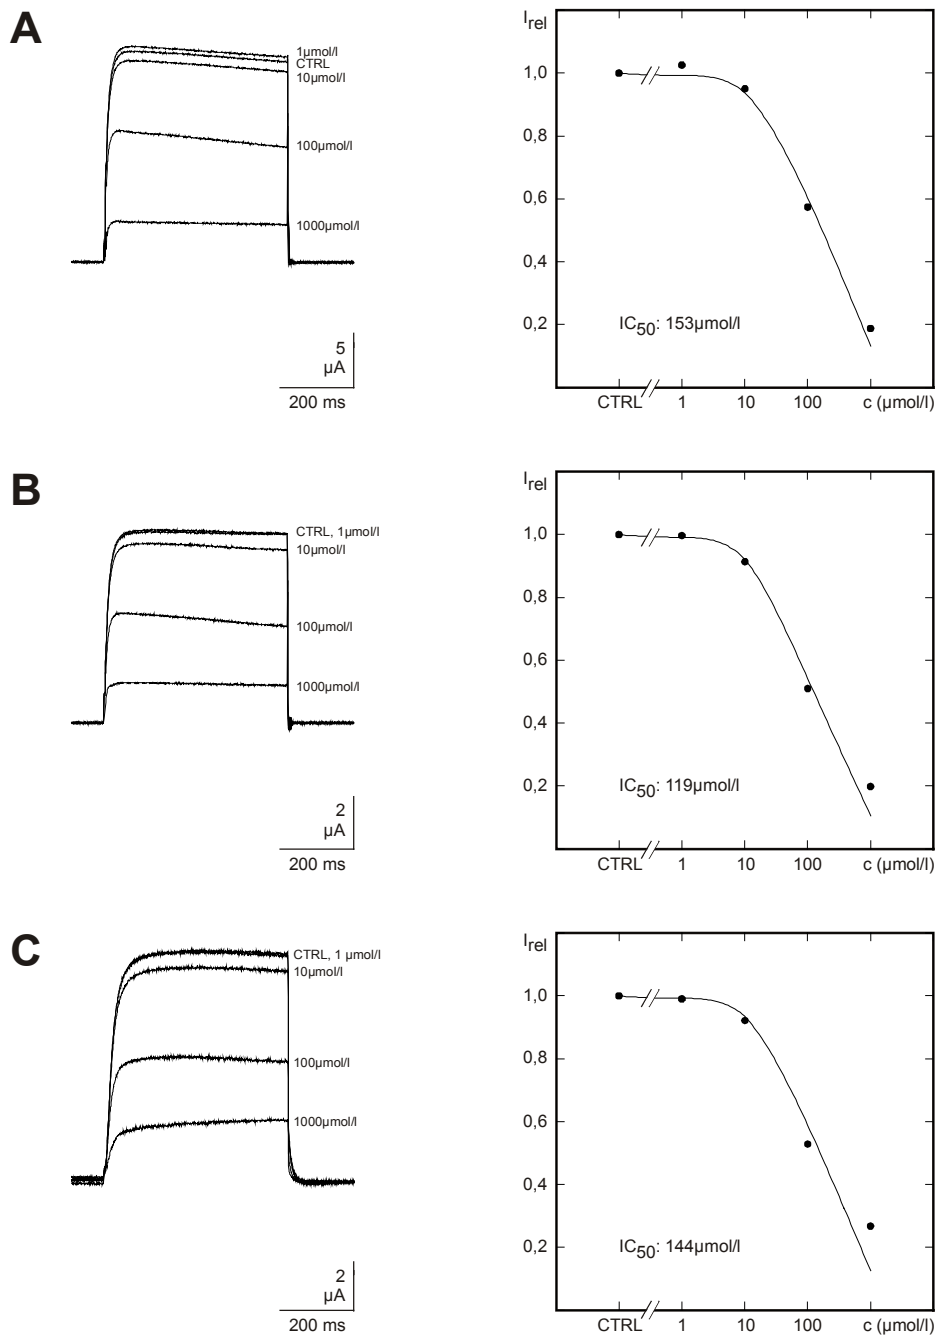 A
1µmol/l
CTRL
10µmol/l
100µmol/l
1000µmol/l
5
µA
200 ms
I rel
1,0
0,8
0,6
0,4
0,2
IC50: 153µmol/l
CTRL 1 10 100 c (µmol/l)
B
CTRL, 1µmol/l
10µmol/l
100µmol/l
1000µmol/l
2
µA
200 ms
I rel
1,0
0,8
0,6
0,4
0,2
IC50: 119µmol/l
CTRL 1 10 100 c (µmol/l)
C
CTRL, 1 µmol/l
10µmol/l
100µmol/l
1000µmol/l
2
µA
200 ms
I rel
1,0
0,8
0,6
0,4
0,2
IC50: 144µmol/l
CTRL 1 10 100 c (µmol/l)